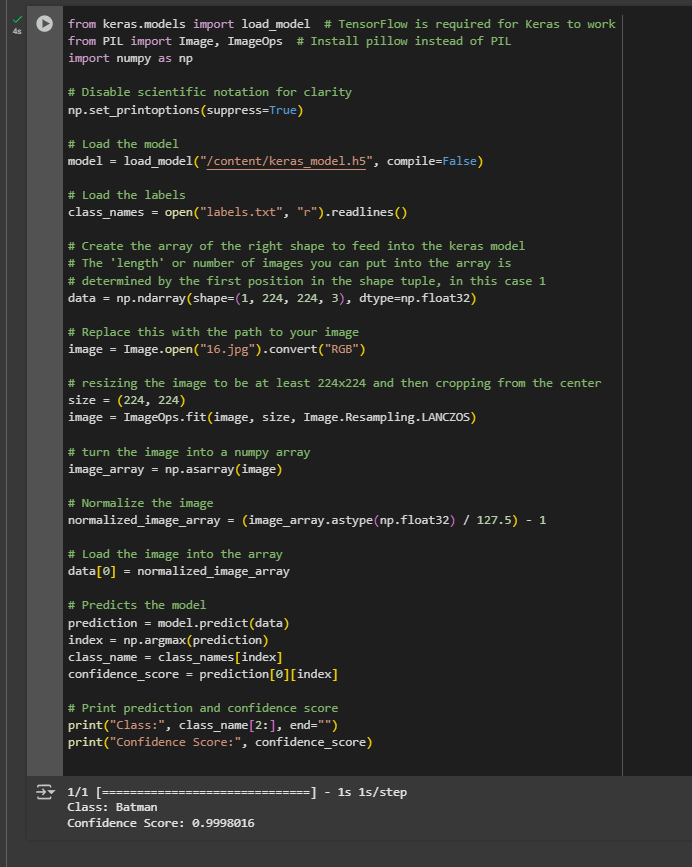 from keras.models import load_model  # TensorFlow is required for Keras to work
4s
from PIL import Image, ImageOps  # Install pillow instead of PIL
import numpy as np
# Disable scientific notation for clarity
np.set_printoptions(suppress=True)
# Load the model
model = load_model("/content/keras_model.h5", compile=False)
# Load the labels
class_names = open("labels.txt", "r").readlines()
# Create the array of the right shape to feed into the keras model
# The 'length' or number of images you can put into the array is
# determined by the first position in the shape tuple, in this case 1
data = np.ndarray(shape=(1, 224, 224, 3), dtype=np.float32)
# Replace this with the path to your image
image = Image.open("16.jpg").convert("RGB")
# resizing the image to be at least 224x224 and then cropping from the center
size = (224, 224)
image = ImageOps.fit(image, size, Image.Resampling.LANCZOS)
# turn the image into a numpy array
image_array = np.asarray(image)
# Normalize the image
normalized_image_array = (image_array.astype(np.float32) / 127.5) - 1
# Load the image into the array
data[0] = normalized_image_array
# Predicts the model
prediction = model.predict(data)
index = np.argmax(prediction)
class_name = class_names[index]
confidence_score = prediction[0][index]
# Print prediction and confidence score
print("Class:", class_name[2:], end="")
print("Confidence Score:", confidence_score)
1/1 [==============================] - 1s 1s/step
Class: Batman
Confidence Score: 0.9998016